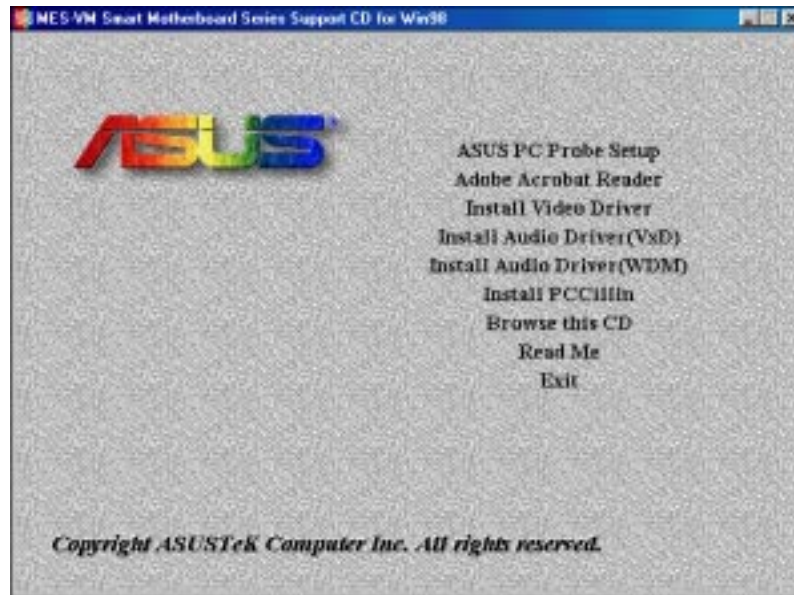 MES-VM Smart Motherboard Series Support CD for Win98
ASUS
ASUS PC Probe Setup
Adobe Acrobat Reader
Install Video Driver
Install Audio Driver(VxD)
Install Audio Driver(WDM)
Install PCCillin
Browse this CD
Read Me
Exit
Copyright ASUSTeK Computer Inc. All rights reserved.